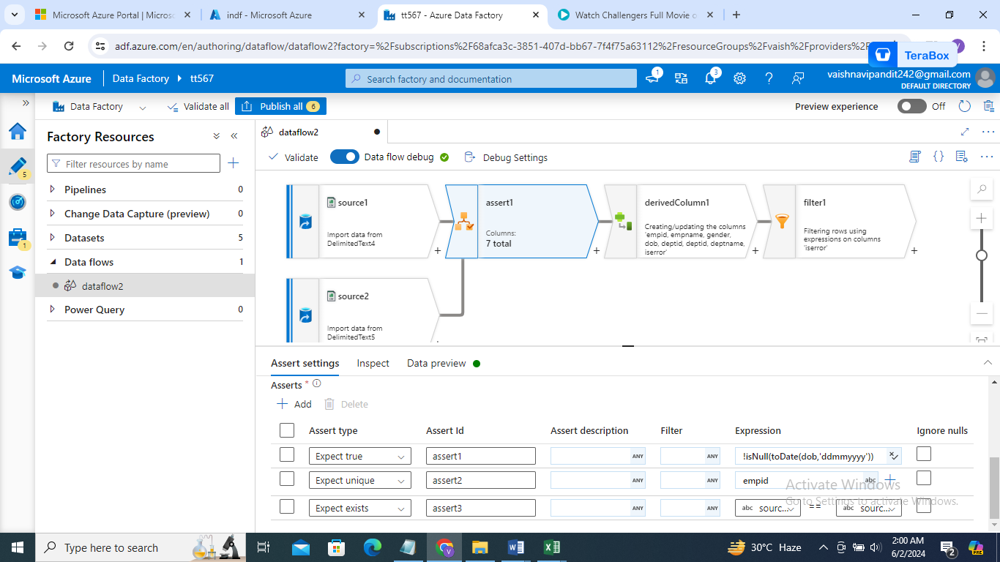 Microsoft Azure Portal | Micros
indf - Microsoft Azure
tt567 - Azure Data Factory
Watch Challengers Full Movie o
adf.azure.com/en/authoring/dataflow/dataflow2?factory=%2Fsubscriptions%2F68afca3c-3851-407d-bb67-7f4f75a63112%2FresourceGroups%2Fvaish%2Fproviders%2F
TeraBox
Microsoft Azure
Data Factory
tt567
Search factory and documentation
1
3
vaishnavipandit242@gmail.com
DEFAULT DIRECTORY
Data Factory
Validate all
Publish all 6
Preview experience
Off
5
1
Factory Resources
Filter resources by name
Pipelines 0
Change Data Capture (preview) 0
Datasets 5
Data flows 1
dataflow2
Power Query 0
dataflow2
Validate
Data flow debug
Debug Settings
source1
Import data from
DelimitedText4
+
assert1
Columns:
7 total
+
derivedColumn1
Creating/updating the columns
'empid, empname, gender,
dob, deptid, deptid, deptname,
iserror'
+
filter1
Filtering rows using
expressions on columns
'iserror'
+
source2
Import data from
DelimitedText5
Assert settings
Inspect
Data preview
Asserts *
Add
Delete
Assert type Assert Id Assert description Filter Expression Ignore nulls
Expect true assert1 ANY ANY !isNull(toDate(dob,'ddmmyyyy'))
Expect unique assert2 ANY ANY empid abc
Expect exists assert3 ANY ANY abc sourc... == abc sourc...
Activate Windows
Go to Settings to activate Windows.
Type here to search
30°C Haze
2:00 AM
6/2/2024
2
PRE